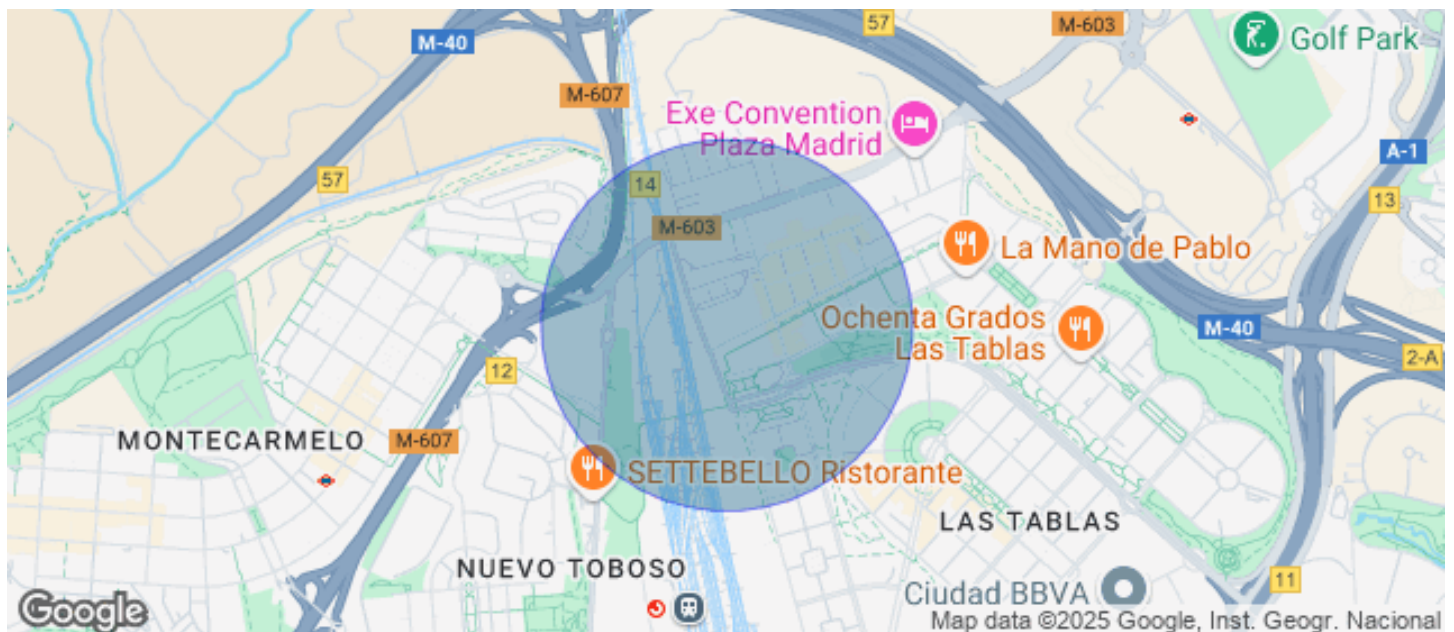 57
M-603
Golf Park
M-40
M-607
Exe Convention
Plaza Madrid
A-1
57
14
13
M-603
La Mano de Pablo
Ochenta Grados
Las Tablas
M-40
2-A
12
MONTECARMELO
M-607
SETTEBELLO Ristorante
LAS TABLAS
NUEVO TOBOSO
11
Ciudad BBVA
Google
Map data ©2025 Google, Inst. Geogr. Nacional